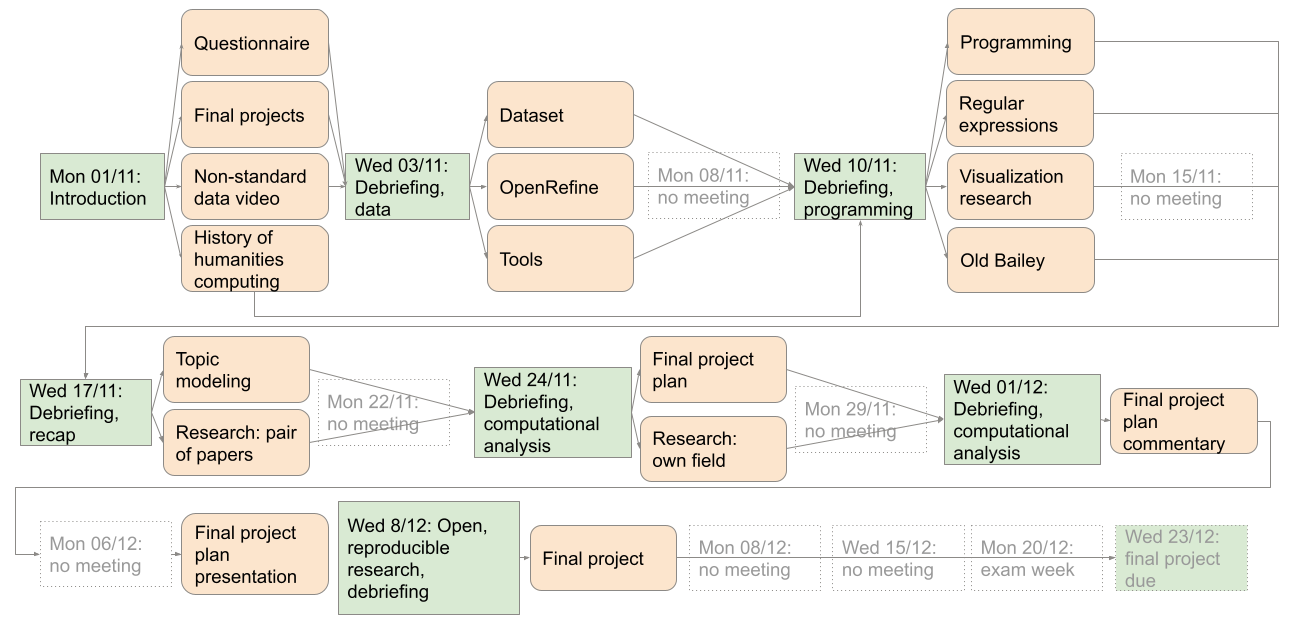 Questionnaire
Final projects
Mon 01/11:
Introduction
Non-standard
data video
History of
humanities
computing
Wed 03/11:
Debriefing,
data
Dataset
OpenRefine
Tools
Mon 08/11:
no meeting
Wed 10/11:
Debriefing,
programming
Programming
Regular
expressions
Visualization
research
Old Bailey
Mon 15/11:
no meeting
Wed 17/11:
Debriefing,
recap
Topic
modeling
Research: pair
of papers
Mon 22/11:
no meeting
Wed 24/11:
Debriefing,
computational
analysis
Final project
plan
Research:
own field
Mon 29/11:
no meeting
Wed 01/12:
Debriefing,
computational
analysis
Final project
plan
commentary
Mon 06/12:
no meeting
Final project
plan
presentation
Wed 8/12: Open,
reproducible
research,
debriefing
Final project
Mon 08/12:
no meeting
Wed 15/12:
no meeting
Mon 20/12:
exam week
Wed 23/12:
final project
due